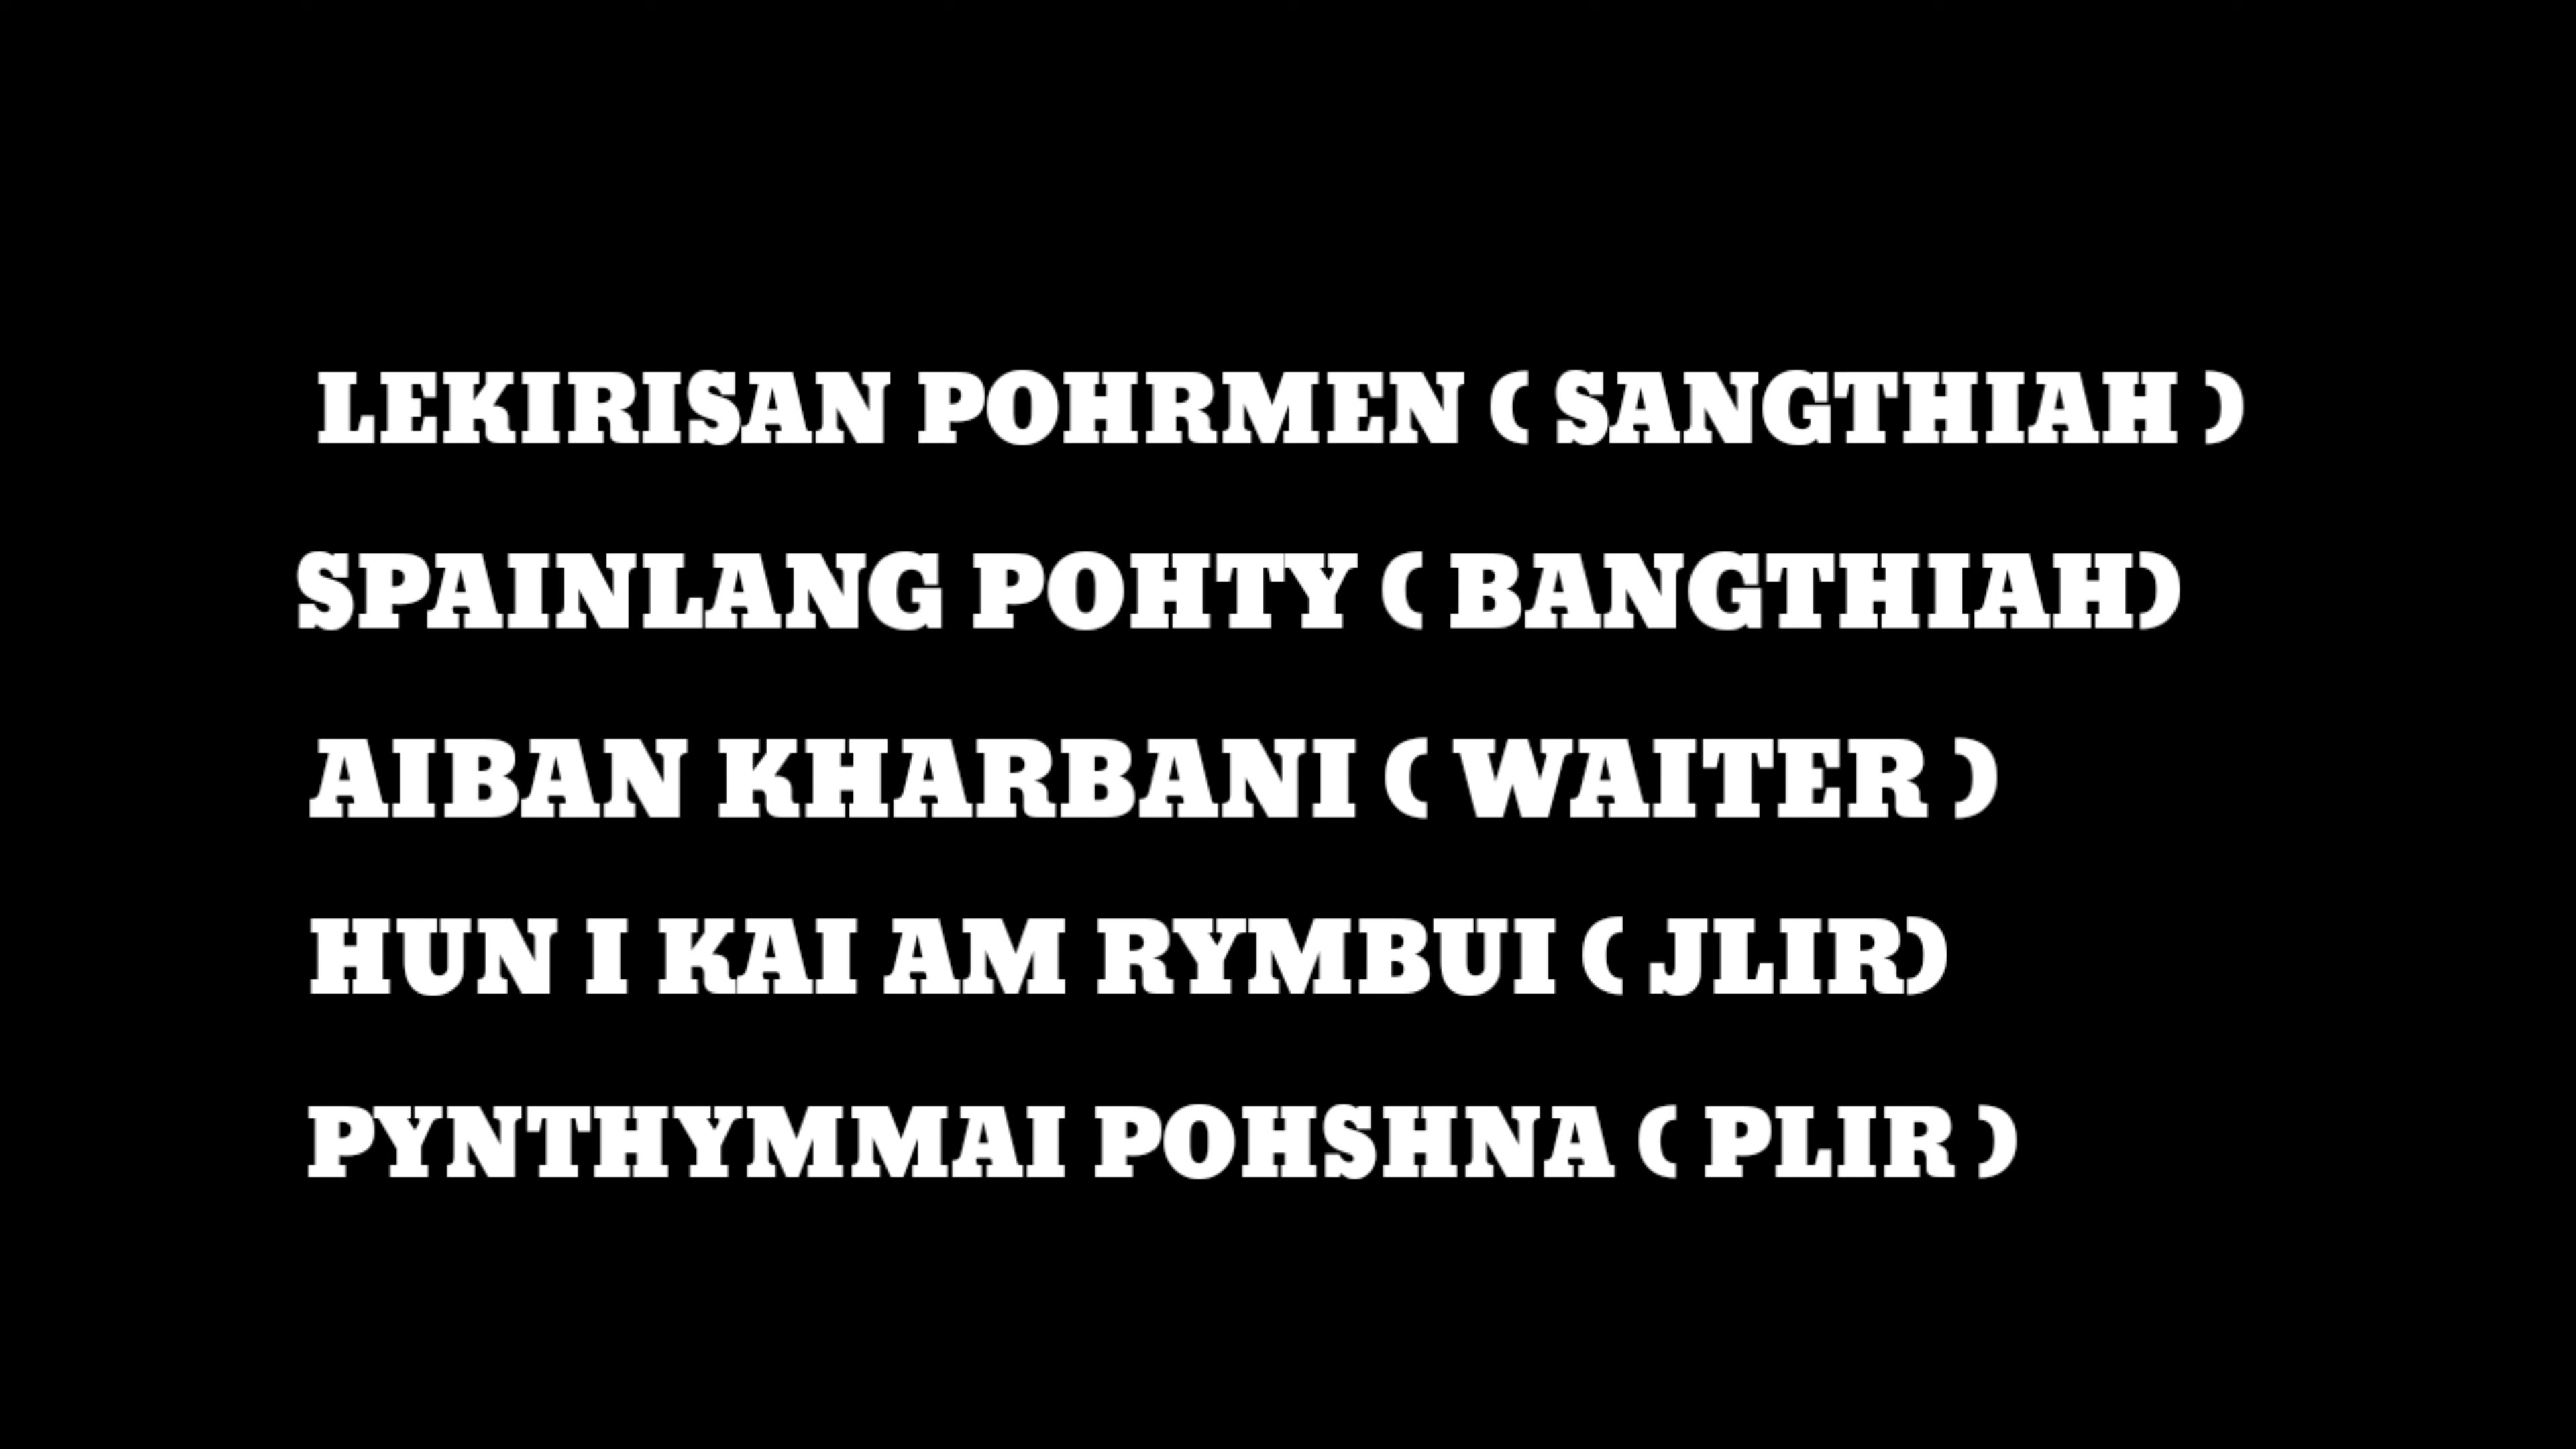 LEKIRISAN POHRMEN ( SANGTHIAH )
SPAINLANG POHTY ( BANGTHIAH)
AIBAN KHARBANI ( WAITER )
HUN I KAI AM RYMBUI ( JLIR)
PYNTHYMMAI POHSHNA ( PLIR )